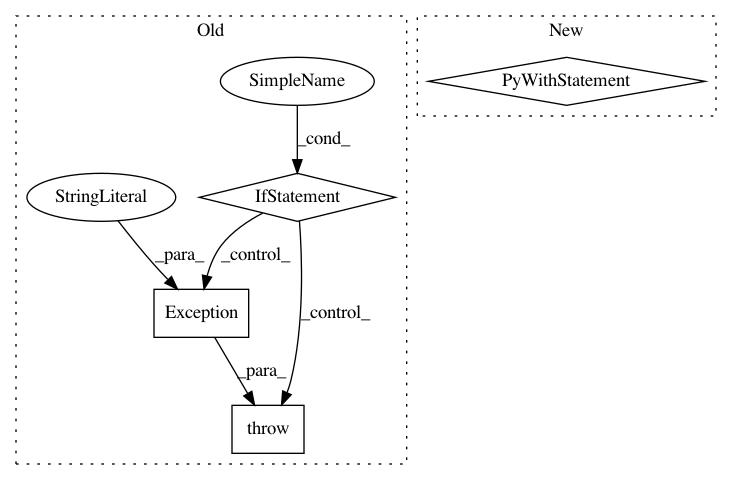 Old
New
SimpleName
PyWithStatement
_cond_
StringLiteral
IfStatement
_para_
_control_
_control_
Exception
_para_
throw